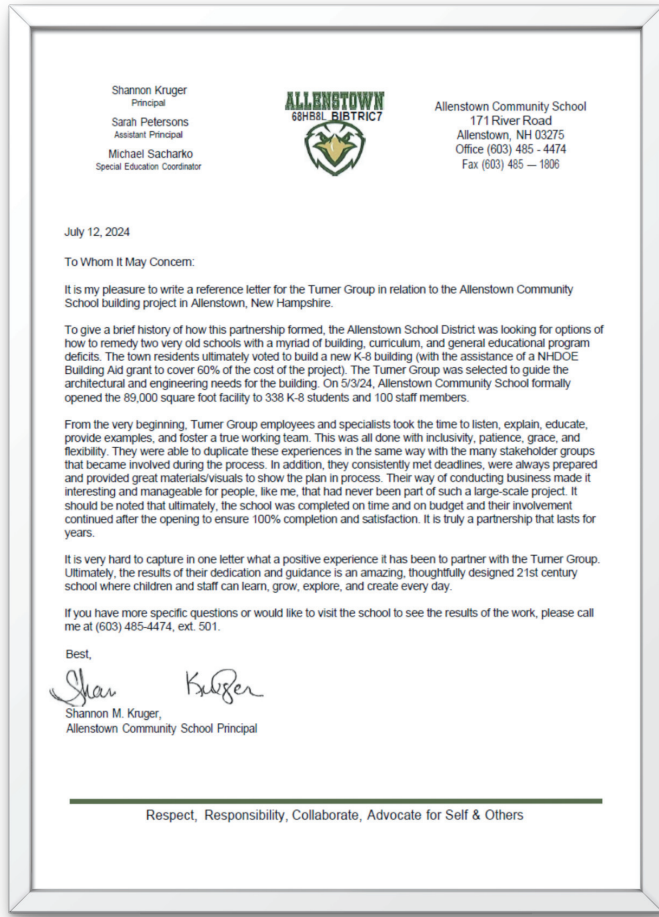 Shannon Kruger
Principal
Sarah Petersons
Assistant Principal
Michael Sacharko
Special Education Coordinator
ALLENSTOWN
68HB8L BIBTRIC7
Allenstown Community School
171 River Road
Allenstown, NH 03275
Office (603) 485 - 4474
Fax (603) 485 — 1806
July 12, 2024
To Whom It May Concern:
It is my pleasure to write a reference letter for the Turner Group in relation to the Allenstown Community
School building project in Allenstown, New Hampshire.
To give a brief history of how this partnership formed, the Allenstown School District was looking for options of
how to remedy two very old schools with a myriad of building, curriculum, and general educational program
deficits. The town residents ultimately voted to build a new K-8 building (with the assistance of a NHDOE
Building Aid grant to cover 60% of the cost of the project). The Turner Group was selected to guide the
architectural and engineering needs for the building. On 5/3/24, Allenstown Community School formally
opened the 89,000 square foot facility to 338 K-8 students and 100 staff members.
From the very beginning, Turner Group employees and specialists took the time to listen, explain, educate,
provide examples, and foster a true working team. This was all done with inclusivity, patience, grace, and
flexibility. They were able to duplicate these experiences in the same way with the many stakeholder groups
that became involved during the process. In addition, they consistently met deadlines, were always prepared
and provided great materials/visuals to show the plan in process. Their way of conducting business made it
interesting and manageable for people, like me, that had never been part of such a large-scale project. It
should be noted that ultimately, the school was completed on time and on budget and their involvement
continued after the opening to ensure 100% completion and satisfaction. It is truly a partnership that lasts for
years.
It is very hard to capture in one letter what a positive experience it has been to partner with the Turner Group.
Ultimately, the results of their dedication and guidance is an amazing, thoughtfully designed 21st century
school where children and staff can learn, grow, explore, and create every day.
If you have more specific questions or would like to visit the school to see the results of the work, please call
me at (603) 485-4474, ext. 501.
Best,
Shan Kruger
Shannon M. Kruger,
Allenstown Community School Principal
Respect, Responsibility, Collaborate, Advocate for Self & Others